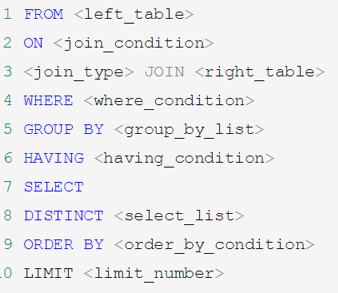 1 FROM <left_table>
2 ON <join_condition>
3 <join_type> JOIN <right_table>
4 WHERE <where_condition>
5 GROUP BY <group_by_list>
6 HAVING <having_condition>
7 SELECT
8 DISTINCT <select_list>
9 ORDER BY <order_by_condition>
10 LIMIT <limit_number>